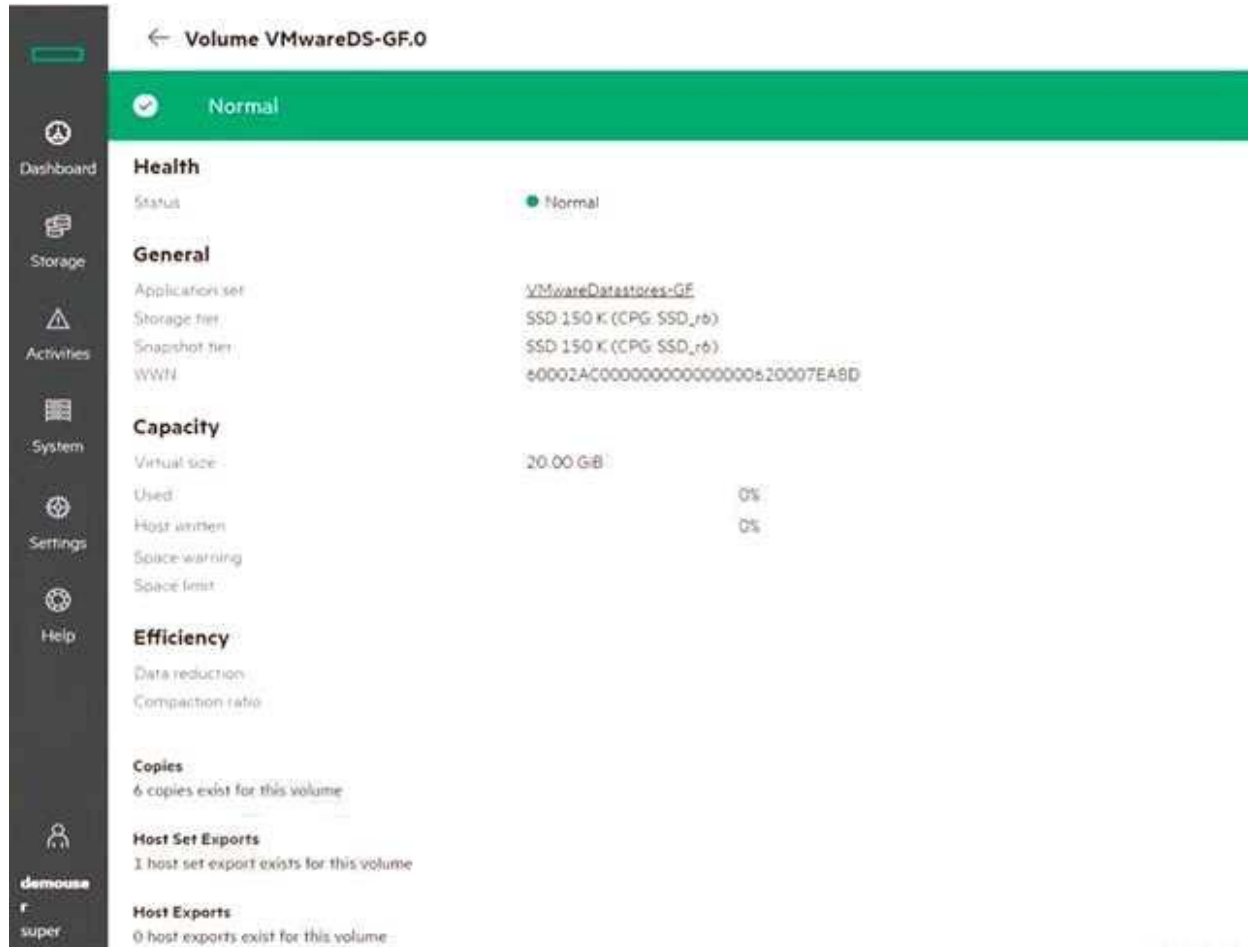 ← Volume VMwareDS-GF.0
Normal
Dashboard
Storage
Activities
System
Settings
Help
demouse
r
super
Health
Status Normal
General
Application set VMwareDatastores-GF
Storage tier SSD 150 K (CPG: SSD_r6)
Snapshot tier SSD 150 K (CPG: SSD_r6)
WWN
Capacity
Virtual size 20.00 GiB
Used 0%
Host written 0%
Space warning
Space limit
Efficiency
Data reduction
Compaction ratio
Copies
6 copies exist for this volume
Host Set Exports
1 host set export exists for this volume
Host Exports
0 host exports exist for this volume